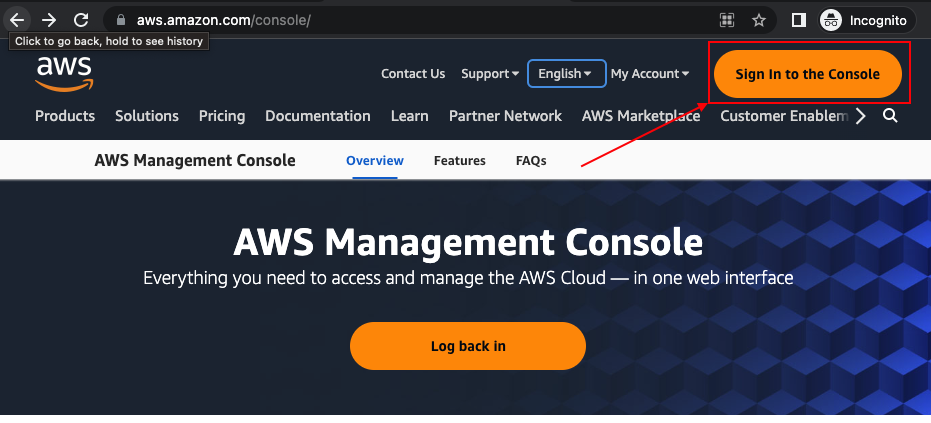 aws.amazon.com/console/
Incognito
Click to go back, hold to see history
aws
Contact Us Support English My Account Sign In to the Console
Products Solutions Pricing Documentation Learn Partner Network AWS Marketplace Customer Enablem
AWS Management Console Overview Features FAQs
AWS Management Console
Everything you need to access and manage the AWS Cloud — in one web interface
Log back in